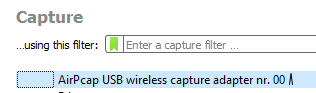 Capture
...using this filter: Enter a capture filter ...
AirPcap USB wireless capture adapter nr. 00